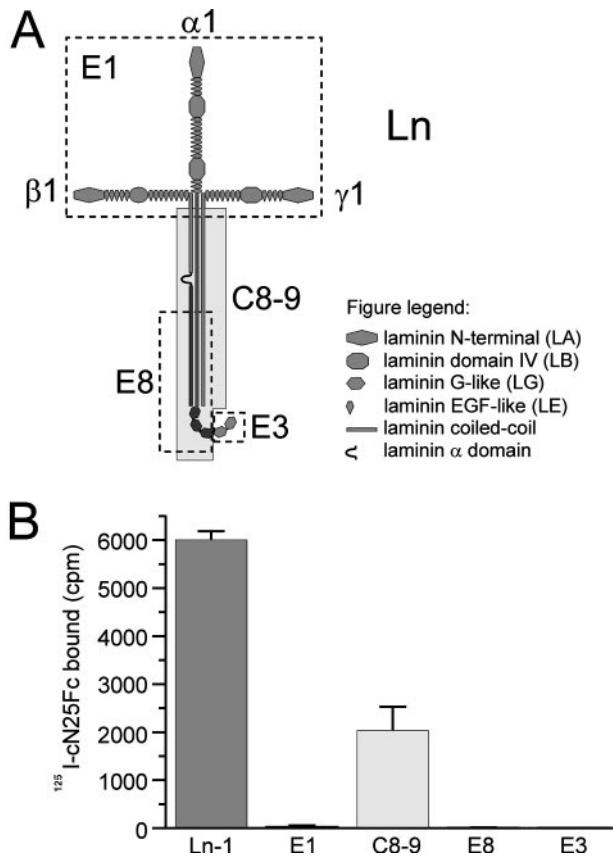 A
α1
E1
Ln
β1
γ1
C8-9
E8
E3
Figure legend:
laminin N-terminal (LA)
laminin domain IV (LB)
laminin G-like (LG)
laminin EGF-like (LE)
laminin coiled-coil
laminin α domain
B
125 I-cN25Fc bound (cpm)
6000
5000
4000
3000
2000
1000
0
Ln-1 E1 C8-9 E8 E3